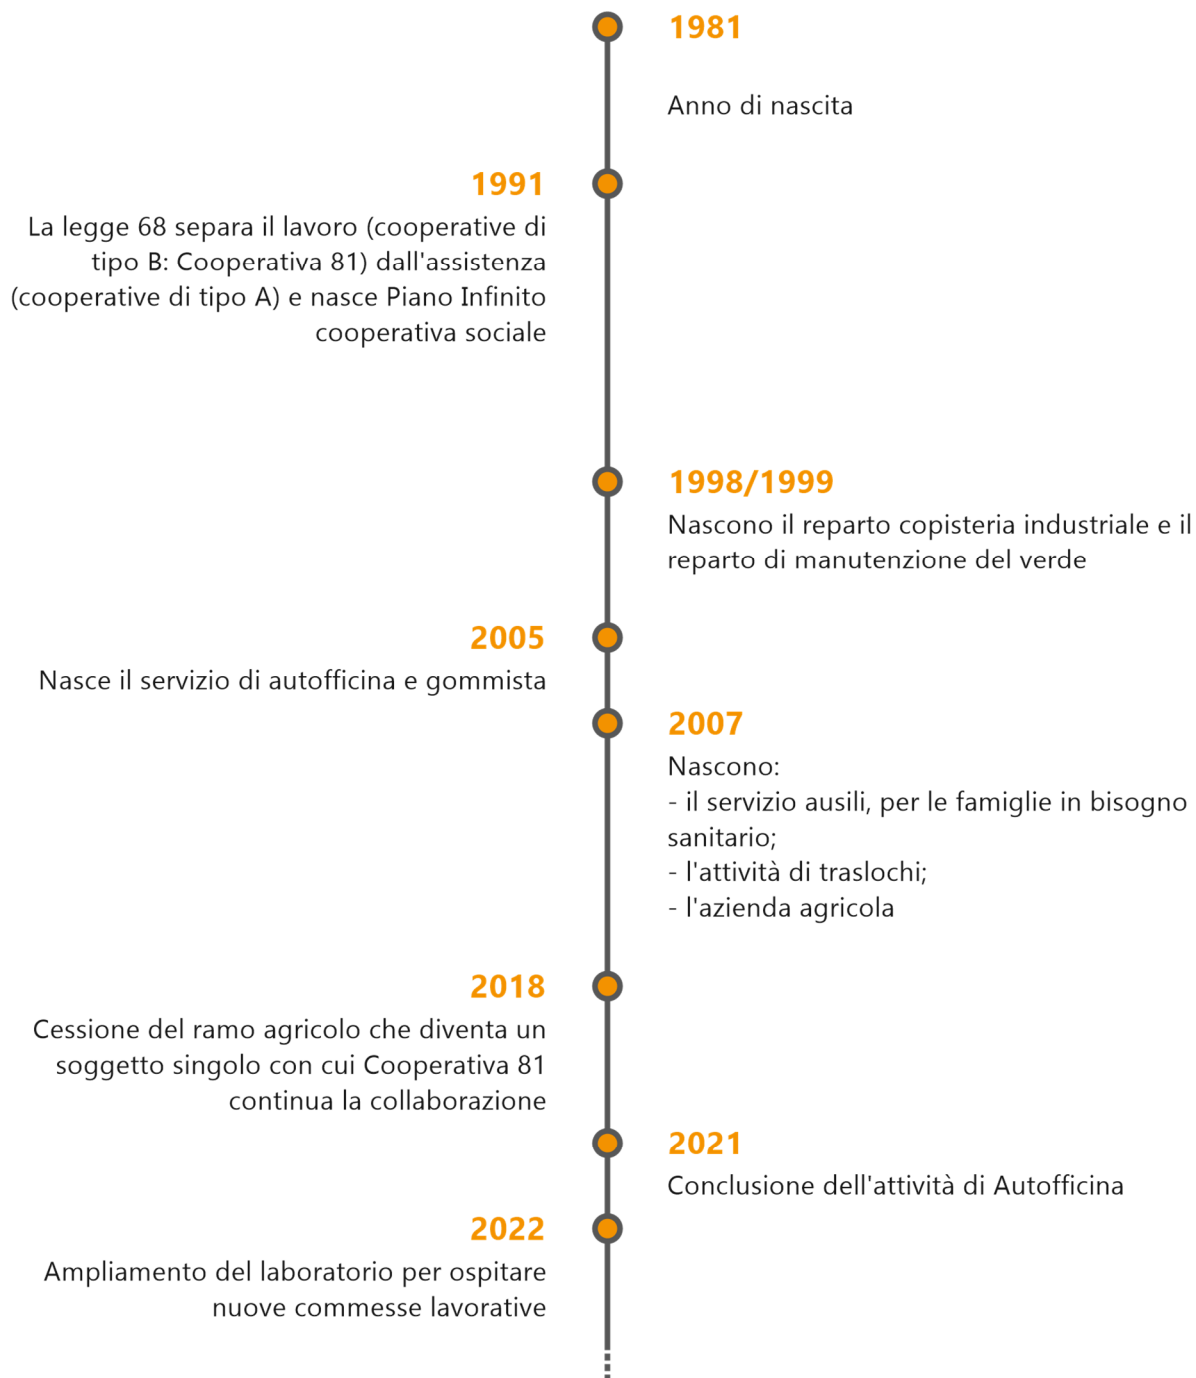 1981
Anno di nascita
1991
La legge 68 separa il lavoro (cooperative di
tipo B: Cooperativa 81) dall'assistenza
(cooperative di tipo A) e nasce Piano Infinito
cooperativa sociale
1998/1999
Nascono il reparto copisteria industriale e il
reparto di manutenzione del verde
2005
Nasce il servizio di autofficina e gommista
2007
Nascono:
- il servizio ausili, per le famiglie in bisogno
sanitario;
- l'attività di traslochi;
- l'azienda agricola
2018
Cessione del ramo agricolo che diventa un
soggetto singolo con cui Cooperativa 81
continua la collaborazione
2021
Conclusione dell'attività di Autofficina
2022
Ampliamento del laboratorio per ospitare
nuove commesse lavorative